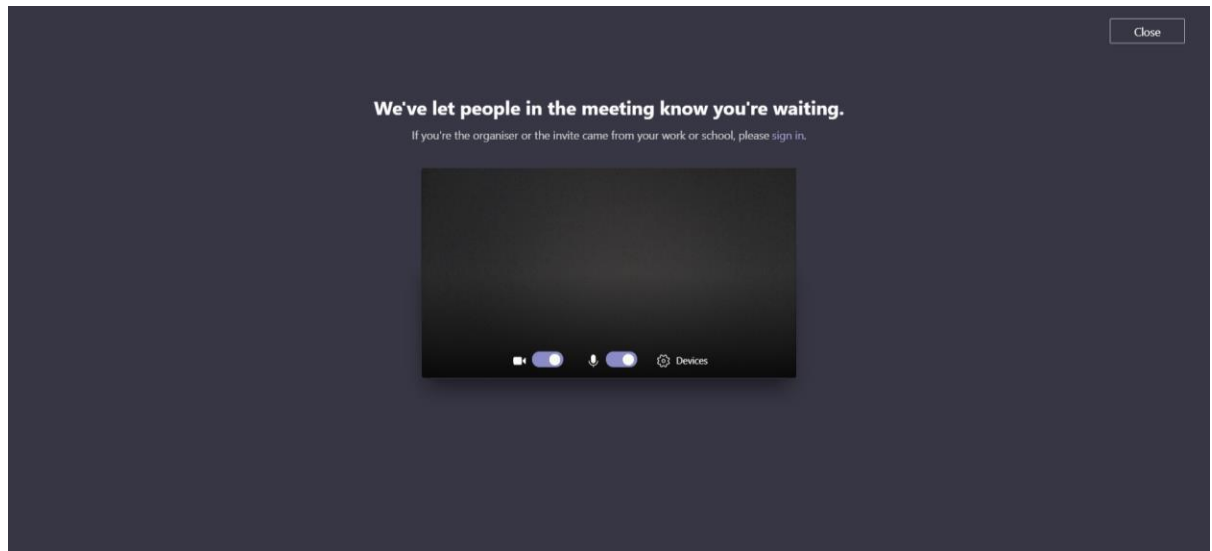 Close
We've let people in the meeting know you're waiting.
If you're the organiser or the invite came from your work or school, please sign in.
Devices